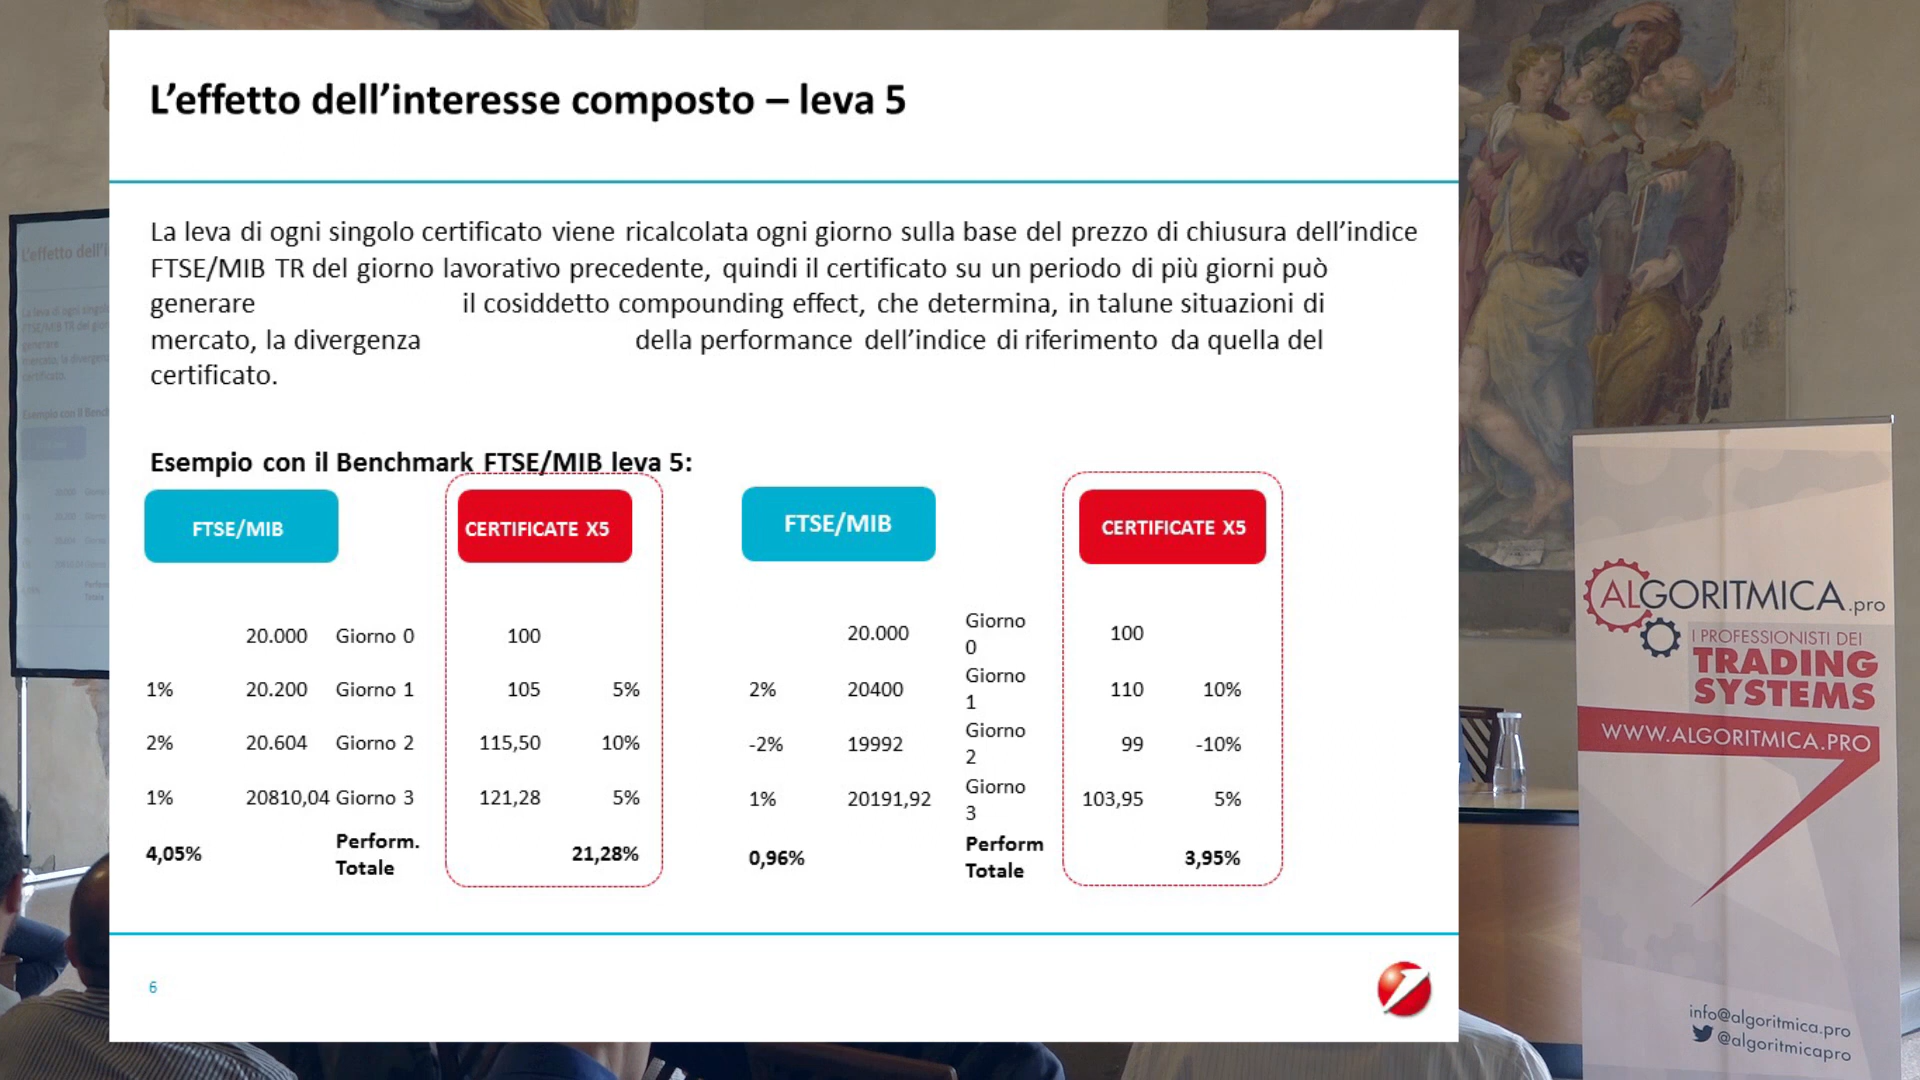 L’effetto dell’interesse composto – leva 5
La leva di ogni singolo certificato viene ricalcolata ogni giorno sulla base del prezzo di chiusura dell’indice
FTSE/MIB TR del giorno lavorativo precedente, quindi il certificato su un periodo di più giorni può
generare il cosiddetto compounding effect, che determina, in talune situazioni di
mercato, la divergenza della performance dell’indice di riferimento da quella del
certificato.
Esempio con il Benchmark FTSE/MIB leva 5:
FTSE/MIB CERTIFICATE X5
20.000 Giorno 0 100
1% 20.200 Giorno 1 105 5%
2% 20.604 Giorno 2 115,50 10%
1% 20810,04 Giorno 3 121,28 5%
4,05% Perform. Totale 21,28%
FTSE/MIB CERTIFICATE X5
20.000 Giorno 0 100
2% 20400 Giorno 1 110 10%
-2% 19992 Giorno 2 99 -10%
1% 20191,92 Giorno 3 103,95 5%
0,96% Perform Totale 3,95%
6
ALGORITMICA.pro
I PROFESSIONISTI DEI
TRADING
SYSTEMS
WWW.ALGORITMICA.PRO
info@algoritmica.pro
@algoritmicapro